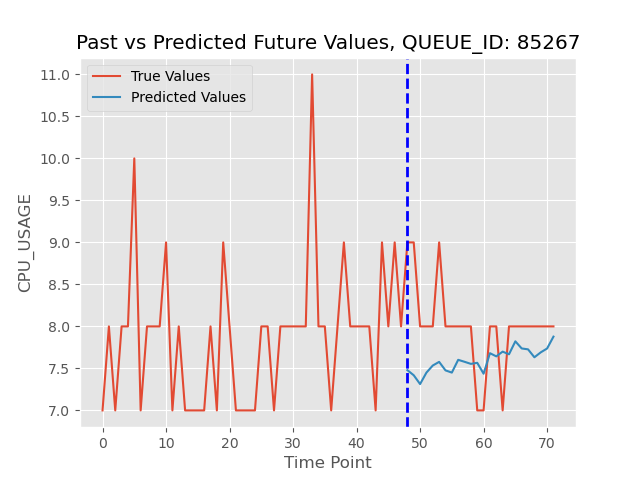 Past vs Predicted Future Values, QUEUE_ID: 85267
True Values
Predicted Values
CPU_USAGE
11.0
10.5
10.0
9.5
9.0
8.5
8.0
7.5
7.0
0 10 20 30 40 50 60 70
Time Point